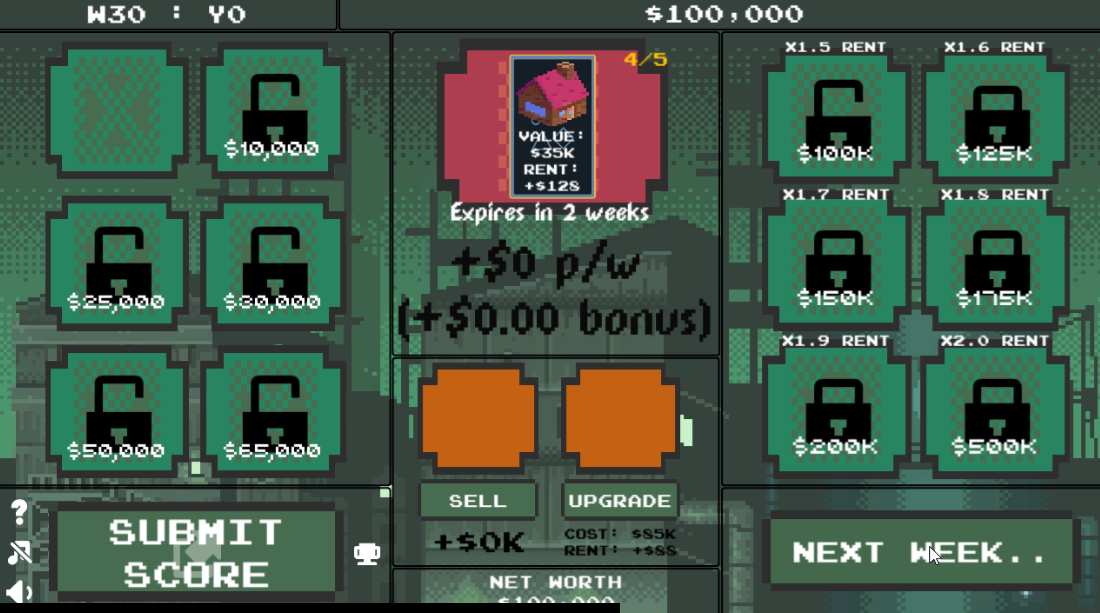 W30 : Y0
$100,000
$10,000
$25,000
$30,000
$50,000
$65,000
SUBMIT
SCORE
?
4/5
VALUE:
$35K
RENT:
+$128
Expires in 2 weeks
+$0 p/w
(+$0.00 bonus)
SELL
UPGRADE
+$0K
COST: $85K
RENT: +$88
NET WORTH
$100,000
X1.5 RENT
X1.6 RENT
$100K
$125K
X1.7 RENT
X1.8 RENT
$150K
$175K
X1.9 RENT
X2.0 RENT
$200K
$500K
NEXT WEEK..